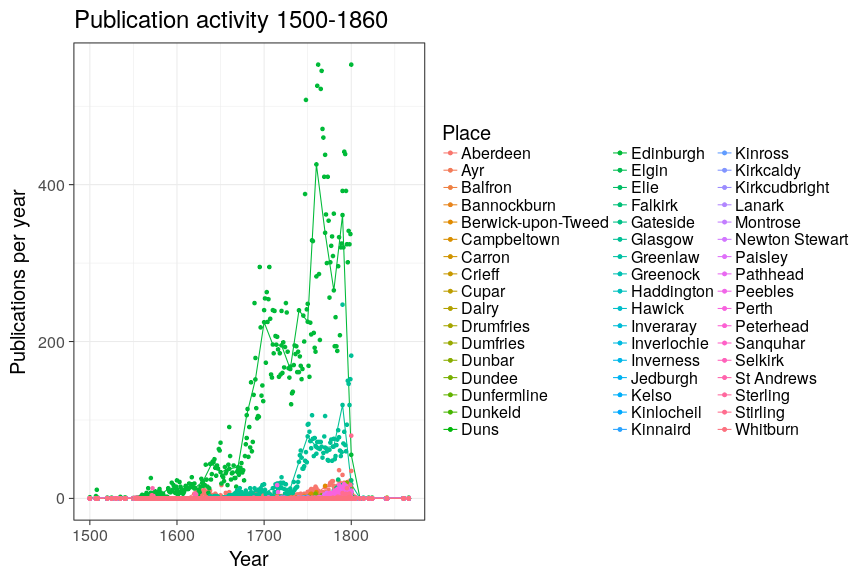 Publication activity 1500-1860
Publications per year
400
200
0
1500 1600 1700 1800
Year
Place
Aberdeen
Ayr
Balfron
Bannockburn
Berwick-upon-Tweed
Campbeltown
Carron
Crieff
Cupar
Dalry
Drumfries
Dumfries
Dunbar
Dundee
Dunfermline
Dunkeld
Duns
Edinburgh
Elgin
Elie
Falkirk
Gateside
Glasgow
Greenlaw
Greenock
Haddington
Hawick
Inveraray
Inverlochie
Inverness
Jedburgh
Kelso
Kinlocheil
Kinnaird
Kinross
Kirkcaldy
Kirkcudbright
Lanark
Montrose
Newton Stewart
Paisley
Pathhead
Peebles
Perth
Peterhead
Sanquhar
Selkirk
St Andrews
Sterling
Stirling
Whitburn